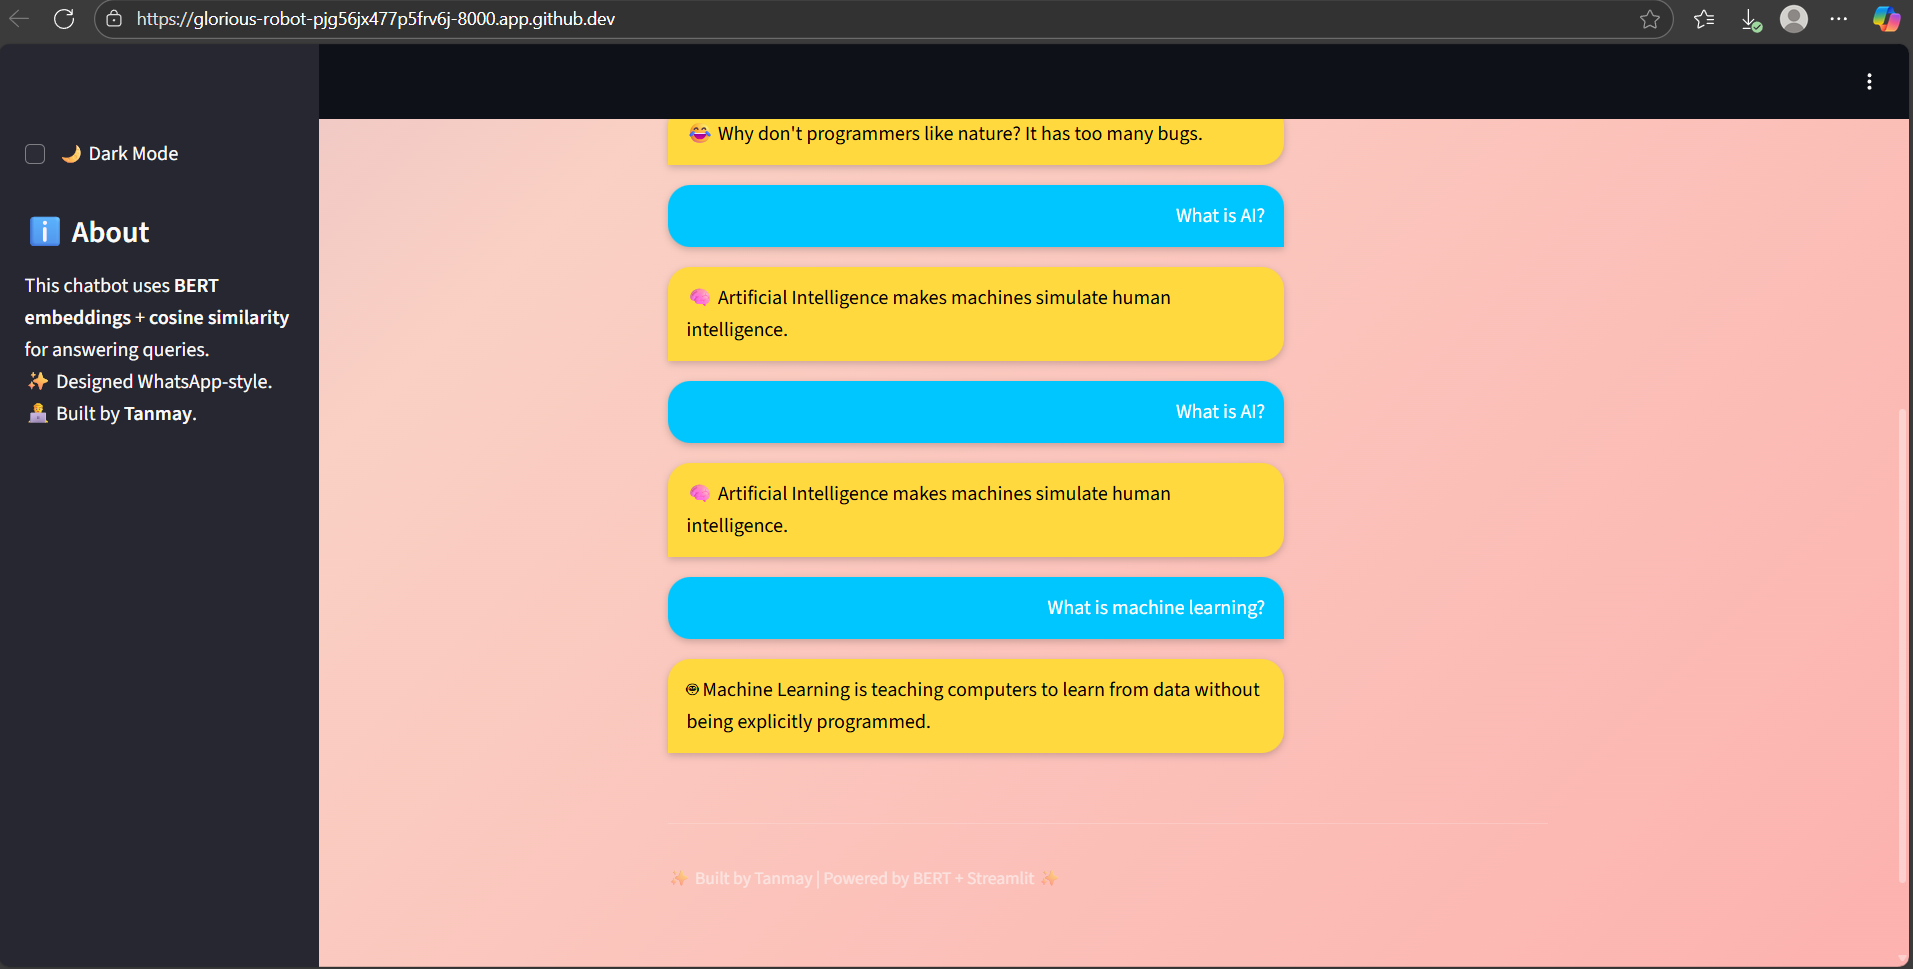 https://glorious-robot-pjg56jx477p5frv6j-8000.app.github.dev
🌙 Dark Mode
ℹ️ About
This chatbot uses BERT
embeddings + cosine similarity
for answering queries.
✨ Designed WhatsApp-style.
👨‍💻 Built by Tanmay.
😂 Why don't programmers like nature? It has too many bugs.
What is AI?
🧠 Artificial Intelligence makes machines simulate human
intelligence.
What is AI?
🧠 Artificial Intelligence makes machines simulate human
intelligence.
What is machine learning?
🤓 Machine Learning is teaching computers to learn from data without
being explicitly programmed.
✨ Built by Tanmay | Powered by BERT + Streamlit ✨